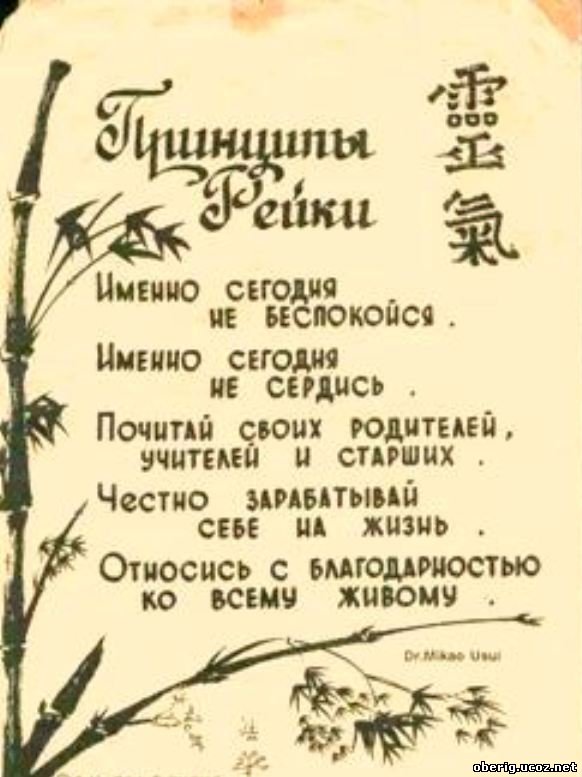 Принципы
Рейки
靈
氣
Именно сегодня
не беспокойся .
Именно сегодня
не сердись .
Почитай своих родителей,
учителей и старших .
Честно зарабатывай
себе на жизнь .
Относись с благодарностью
ко всему живому .
Dr.Mikao Usui
oberig.ucoz.net